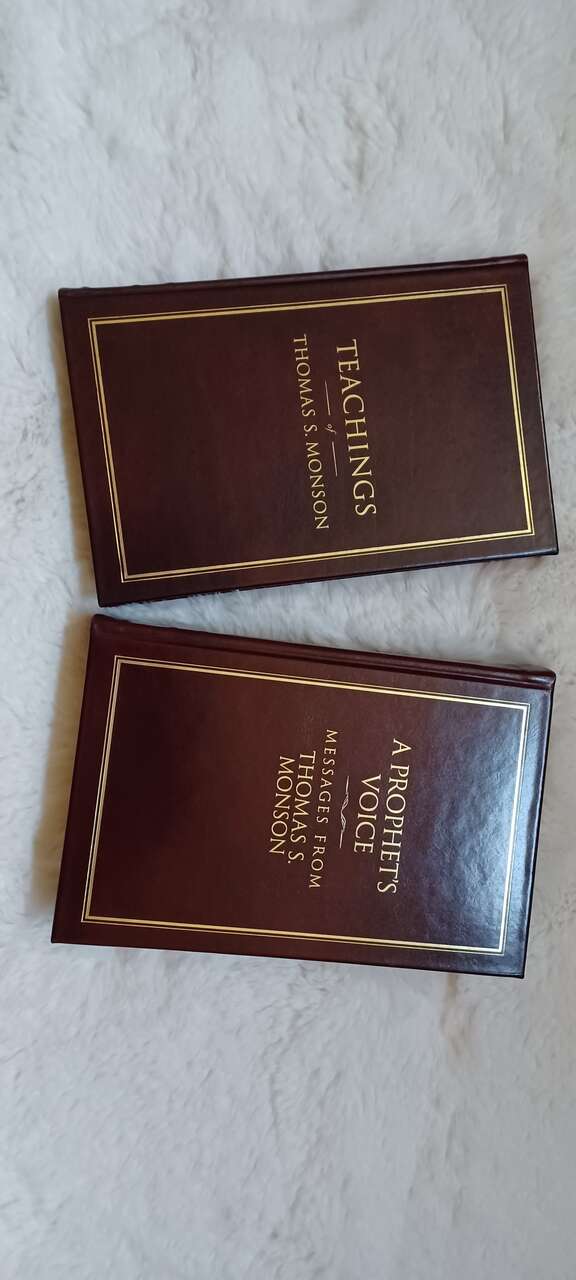 TEACHINGS
of
THOMAS S. MONSON
A PROPHET'S
VOICE
MESSAGES FROM
THOMAS S.
MONSON